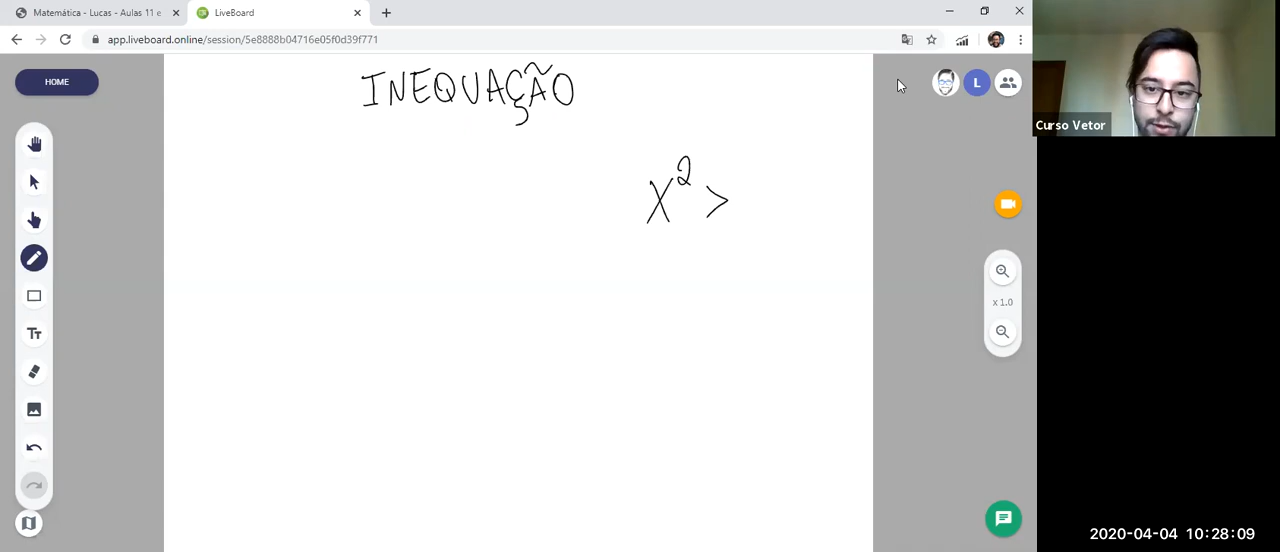 Matemática - Lucas - Aulas 11 e
LiveBoard
app.liveboard.online/session/5e8888b04716e05f0d39f771
HOME
INEQUAÇÃO
L
Curso Vetor
X² >
x 1.0
Tт
2020-04-04 10:28:09